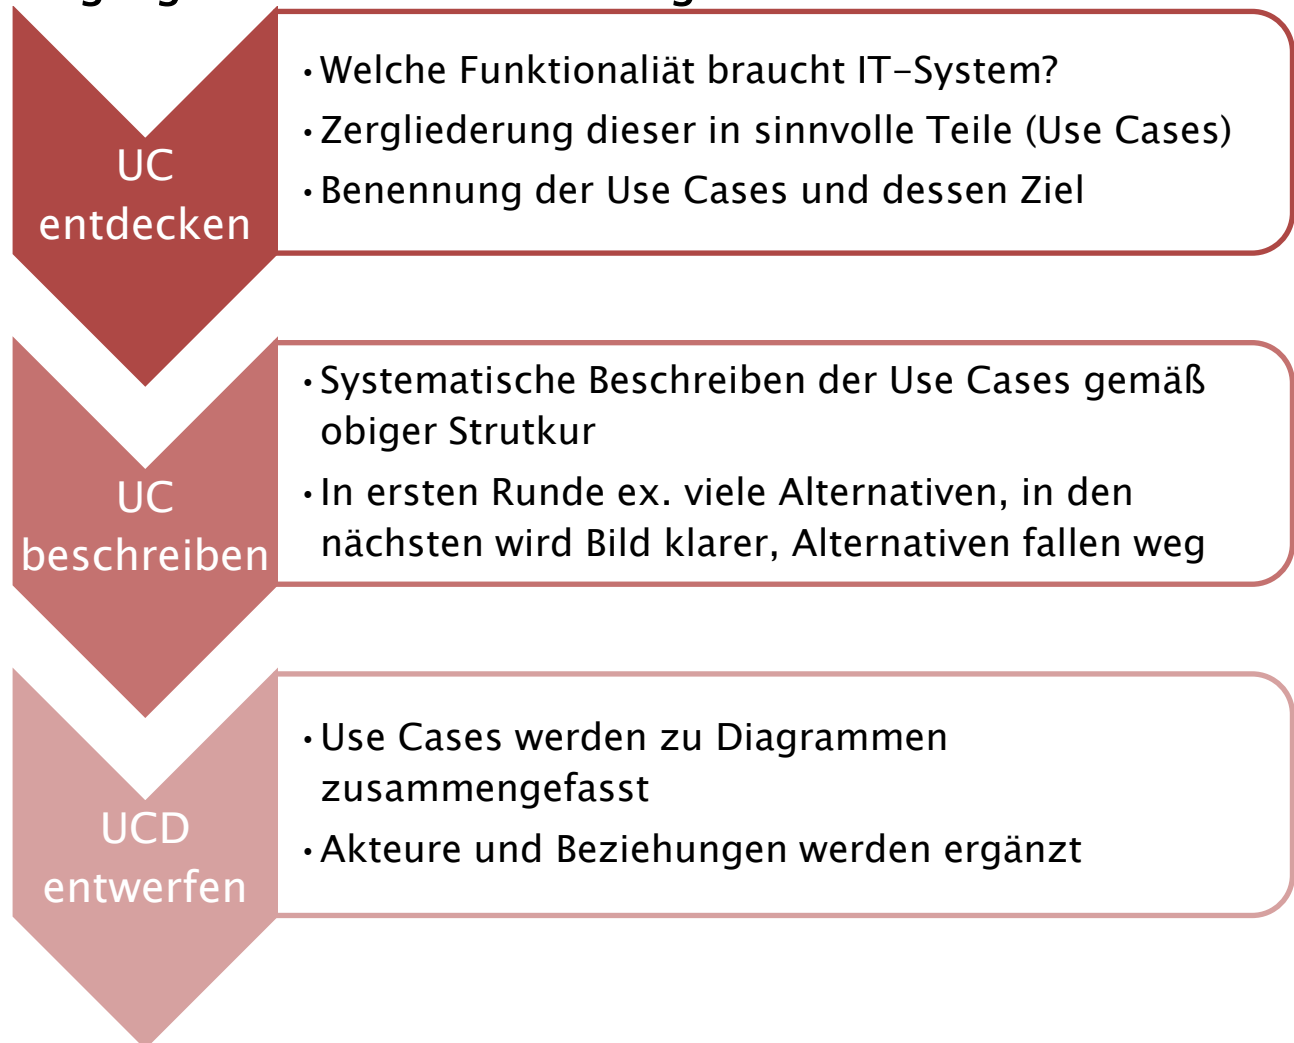 UC
entdecken
• Welche Funktionaliät braucht IT-System?
• Zergliederung dieser in sinnvolle Teile (Use Cases)
• Benennung der Use Cases und dessen Ziel
UC
beschreiben
• Systematische Beschreiben der Use Cases gemäß
obiger Strutkur
• In ersten Runde ex. viele Alternativen, in den
nächsten wird Bild klarer, Alternativen fallen weg
UCD
entwerfen
• Use Cases werden zu Diagrammen
zusammengefasst
• Akteure und Beziehungen werden ergänzt